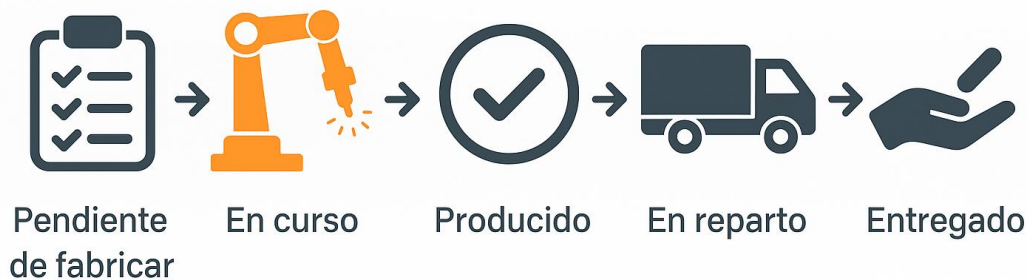 Pendiente
de fabricar
En curso
Producido
En reparto
Entregado